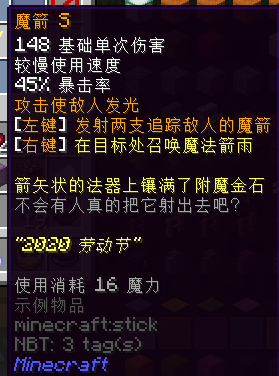 魔箭 S
148 基础单次伤害
较慢使用速度
45% 暴击率
攻击使敌人发光
[左键] 发射两支追踪敌人的魔箭
[右键] 在目标处召唤魔法箭雨
箭矢状的法器上镶满了附魔金石
不会有人真的把它射出去吧?
"2020 劳动节"
使用消耗 16 魔力
示例物品
minecraft:stick
NBT: 3 tag(s)
Minecraft